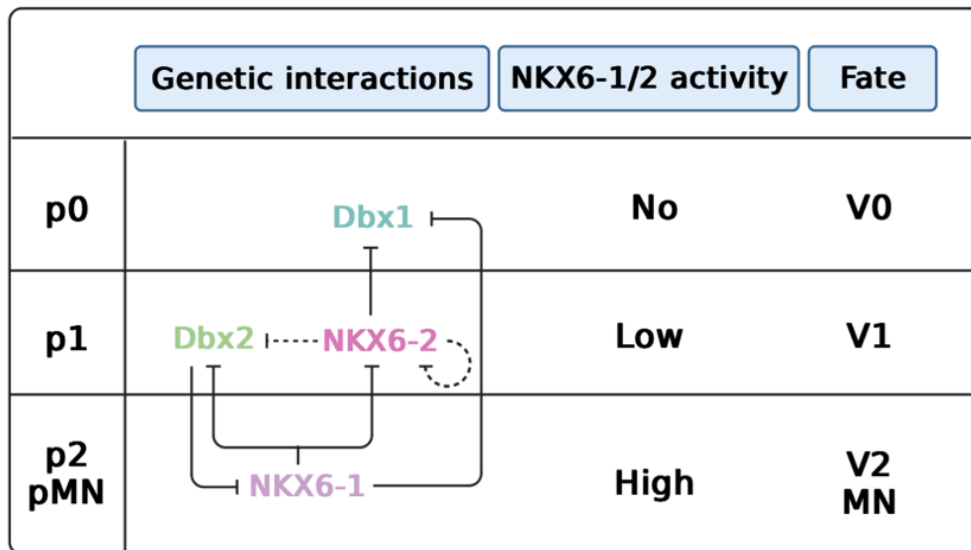 Genetic interactions NKX6-1/2 activity Fate
p0 Dbx1 No V0
p1 Dbx2 NKX6-2 Low V1
p2
pMN NKX6-1 High V2
MN